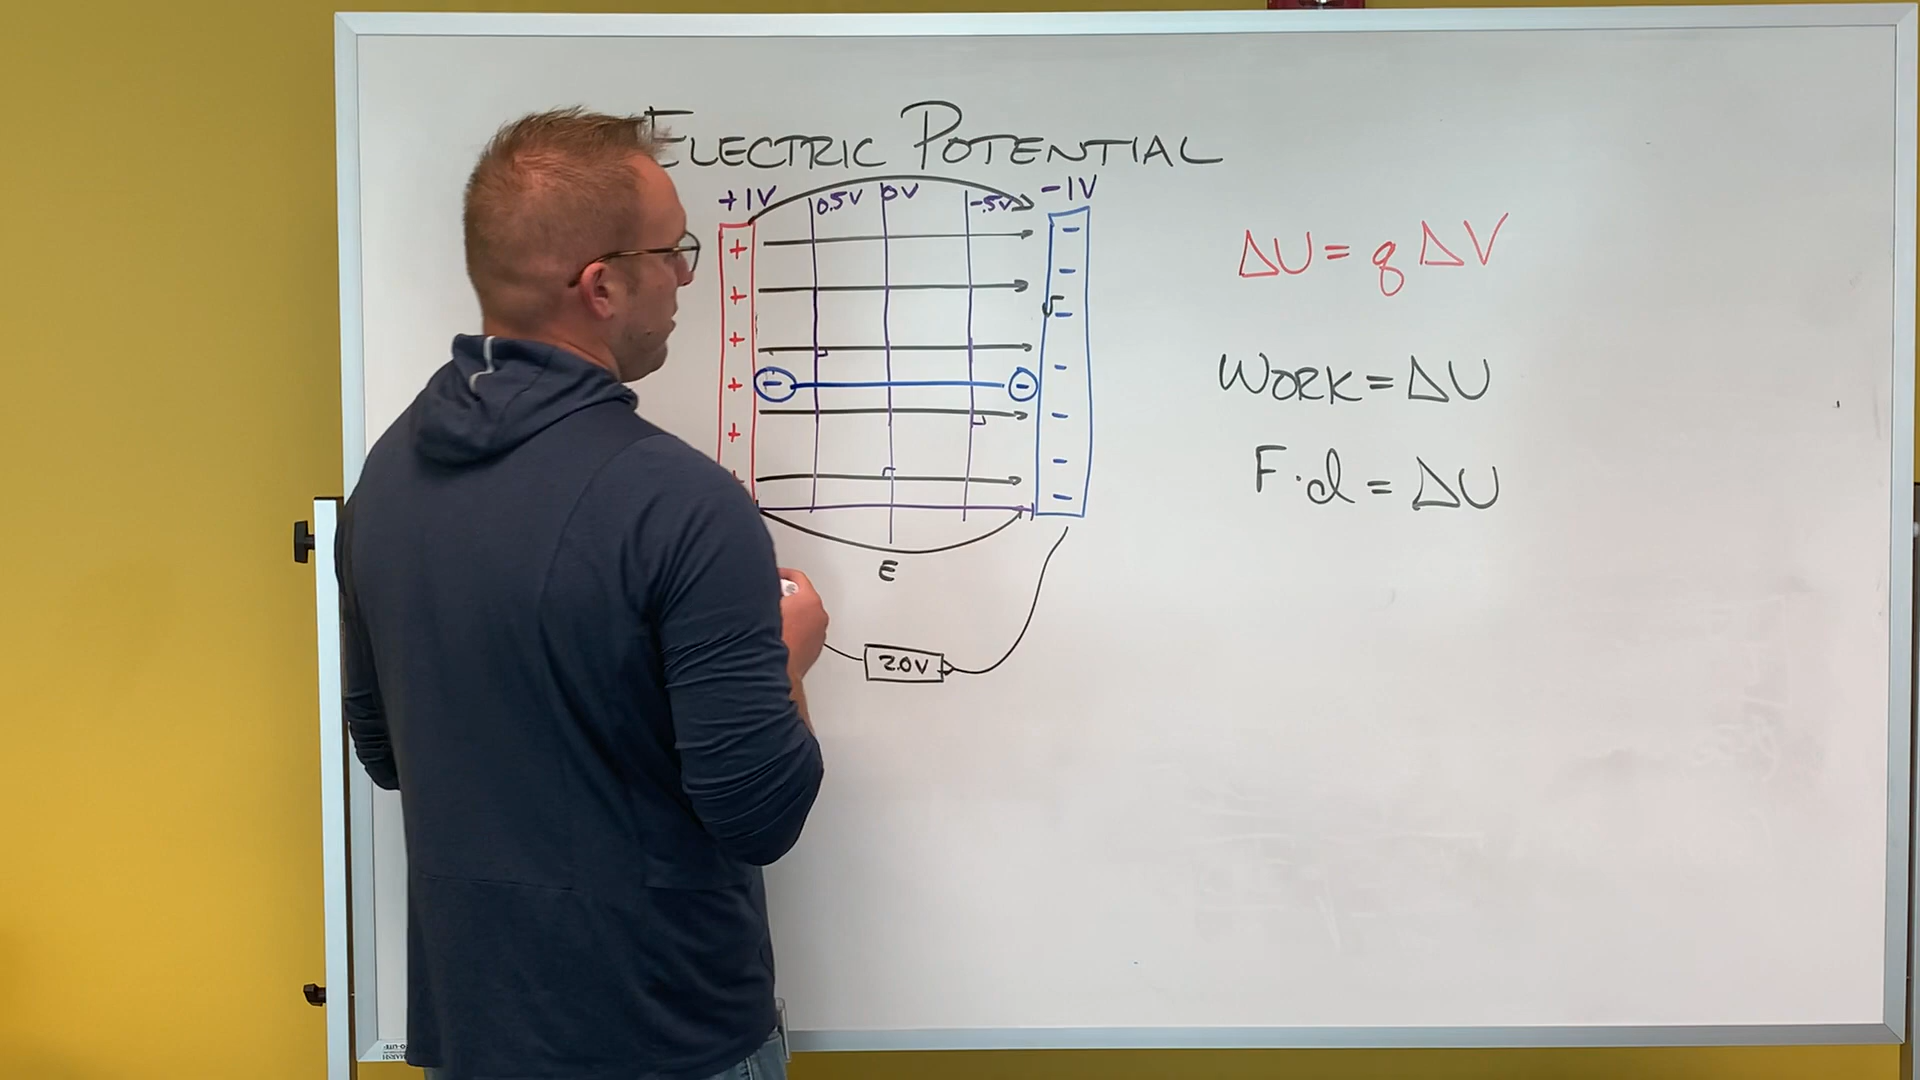 ELECTRIC POTENTIAL
+1V 0.5V 0V -.5V -1V
+ -
+ -
+ -
+ - - -
+ -
-
-
E
2.0V
ΔU = q ΔV
WORK = ΔU
F·d = ΔU